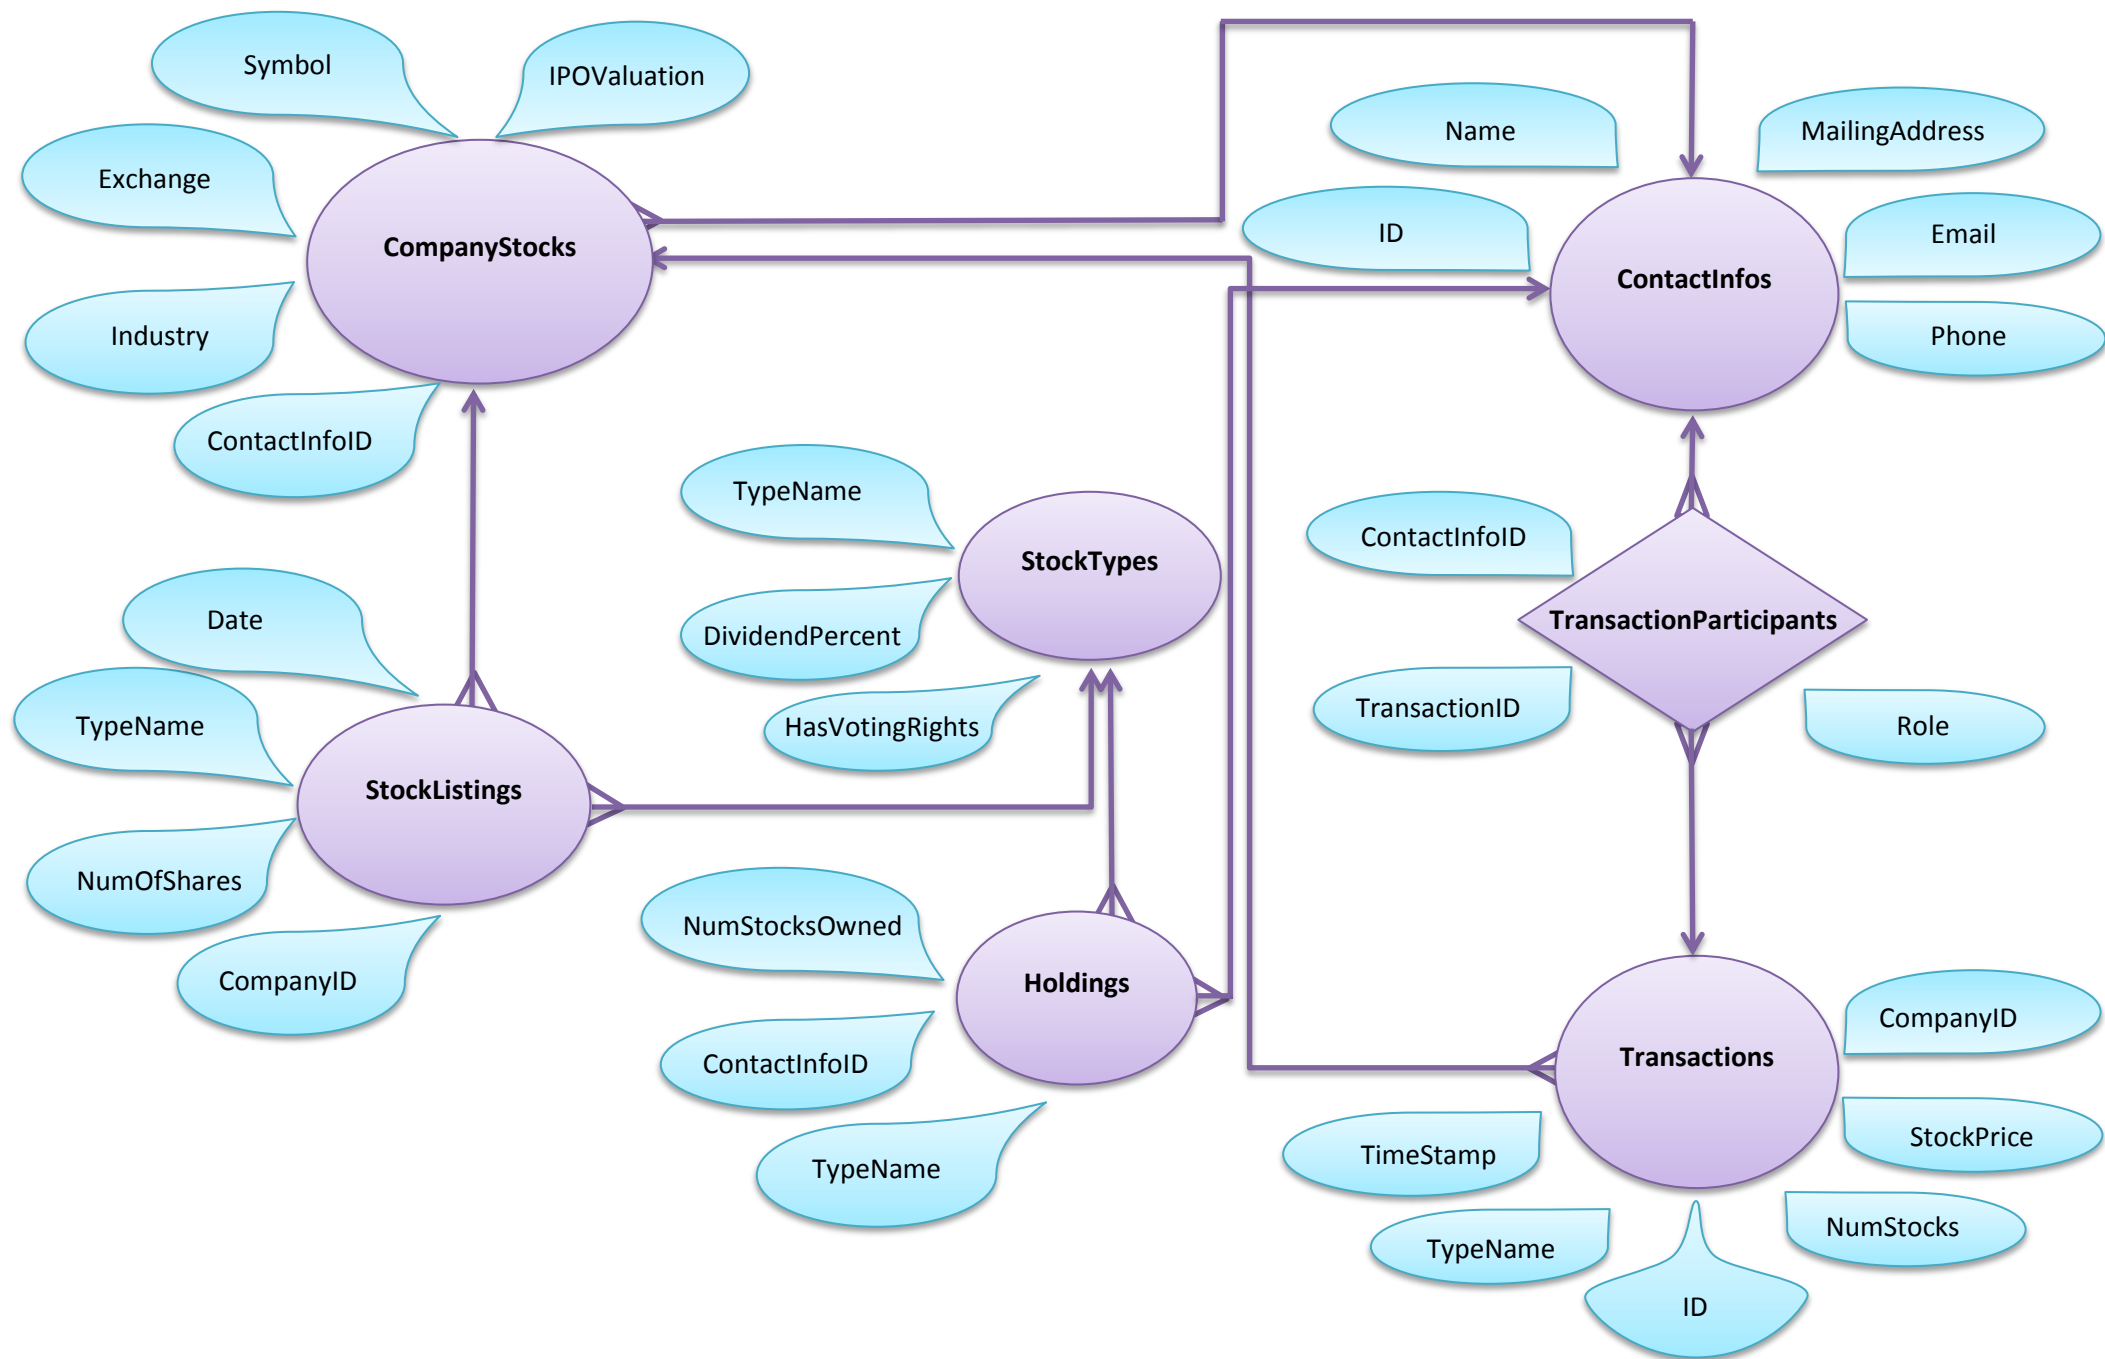 Symbol
IPOValuation
Exchange
CompanyStocks
Industry
ContactInfoID
Name
MailingAddress
ID
Email
ContactInfos
Phone
TypeName
StockTypes
DividendPercent
HasVotingRights
ContactInfoID
TransactionParticipants
TransactionID
Role
Date
TypeName
StockListings
NumOfShares
CompanyID
NumStocksOwned
Holdings
ContactInfoID
TypeName
CompanyID
Transactions
StockPrice
TimeStamp
NumStocks
TypeName
ID